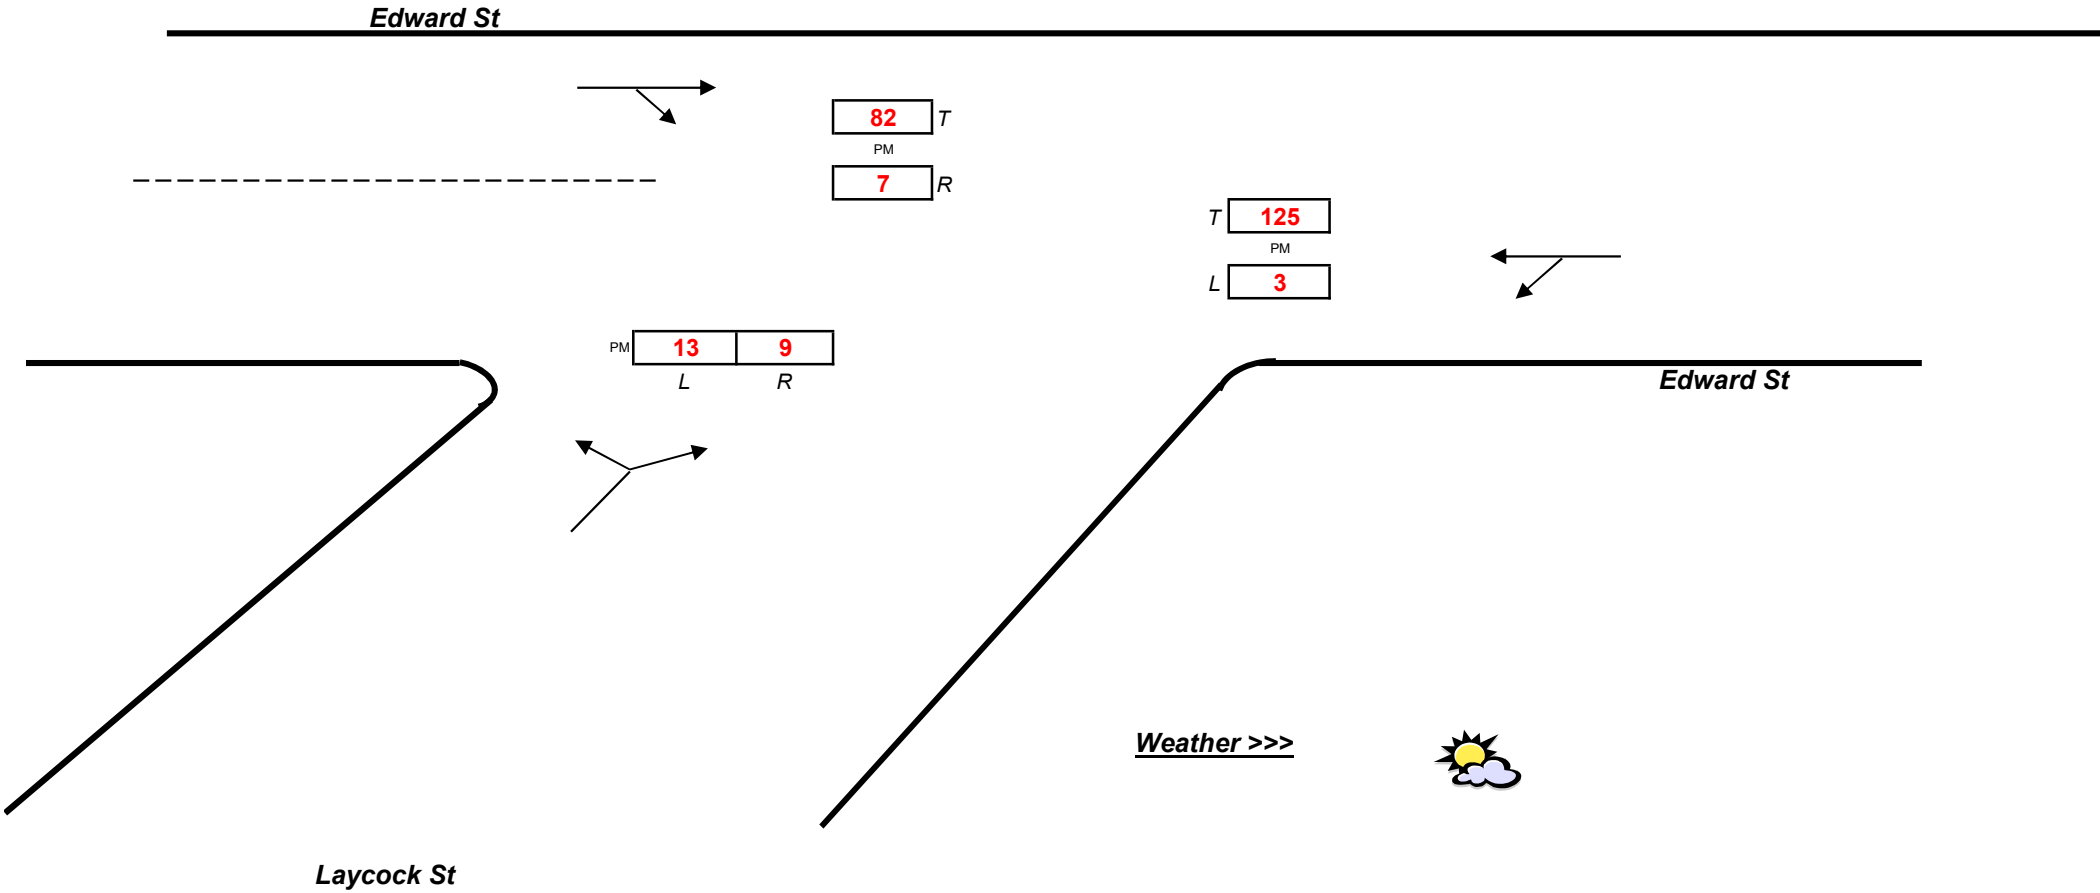 Edward St
82 T
PM
7 R
T 125
PM
L 3
PM 13 9
L R
Edward St
Weather >>>
Laycock St